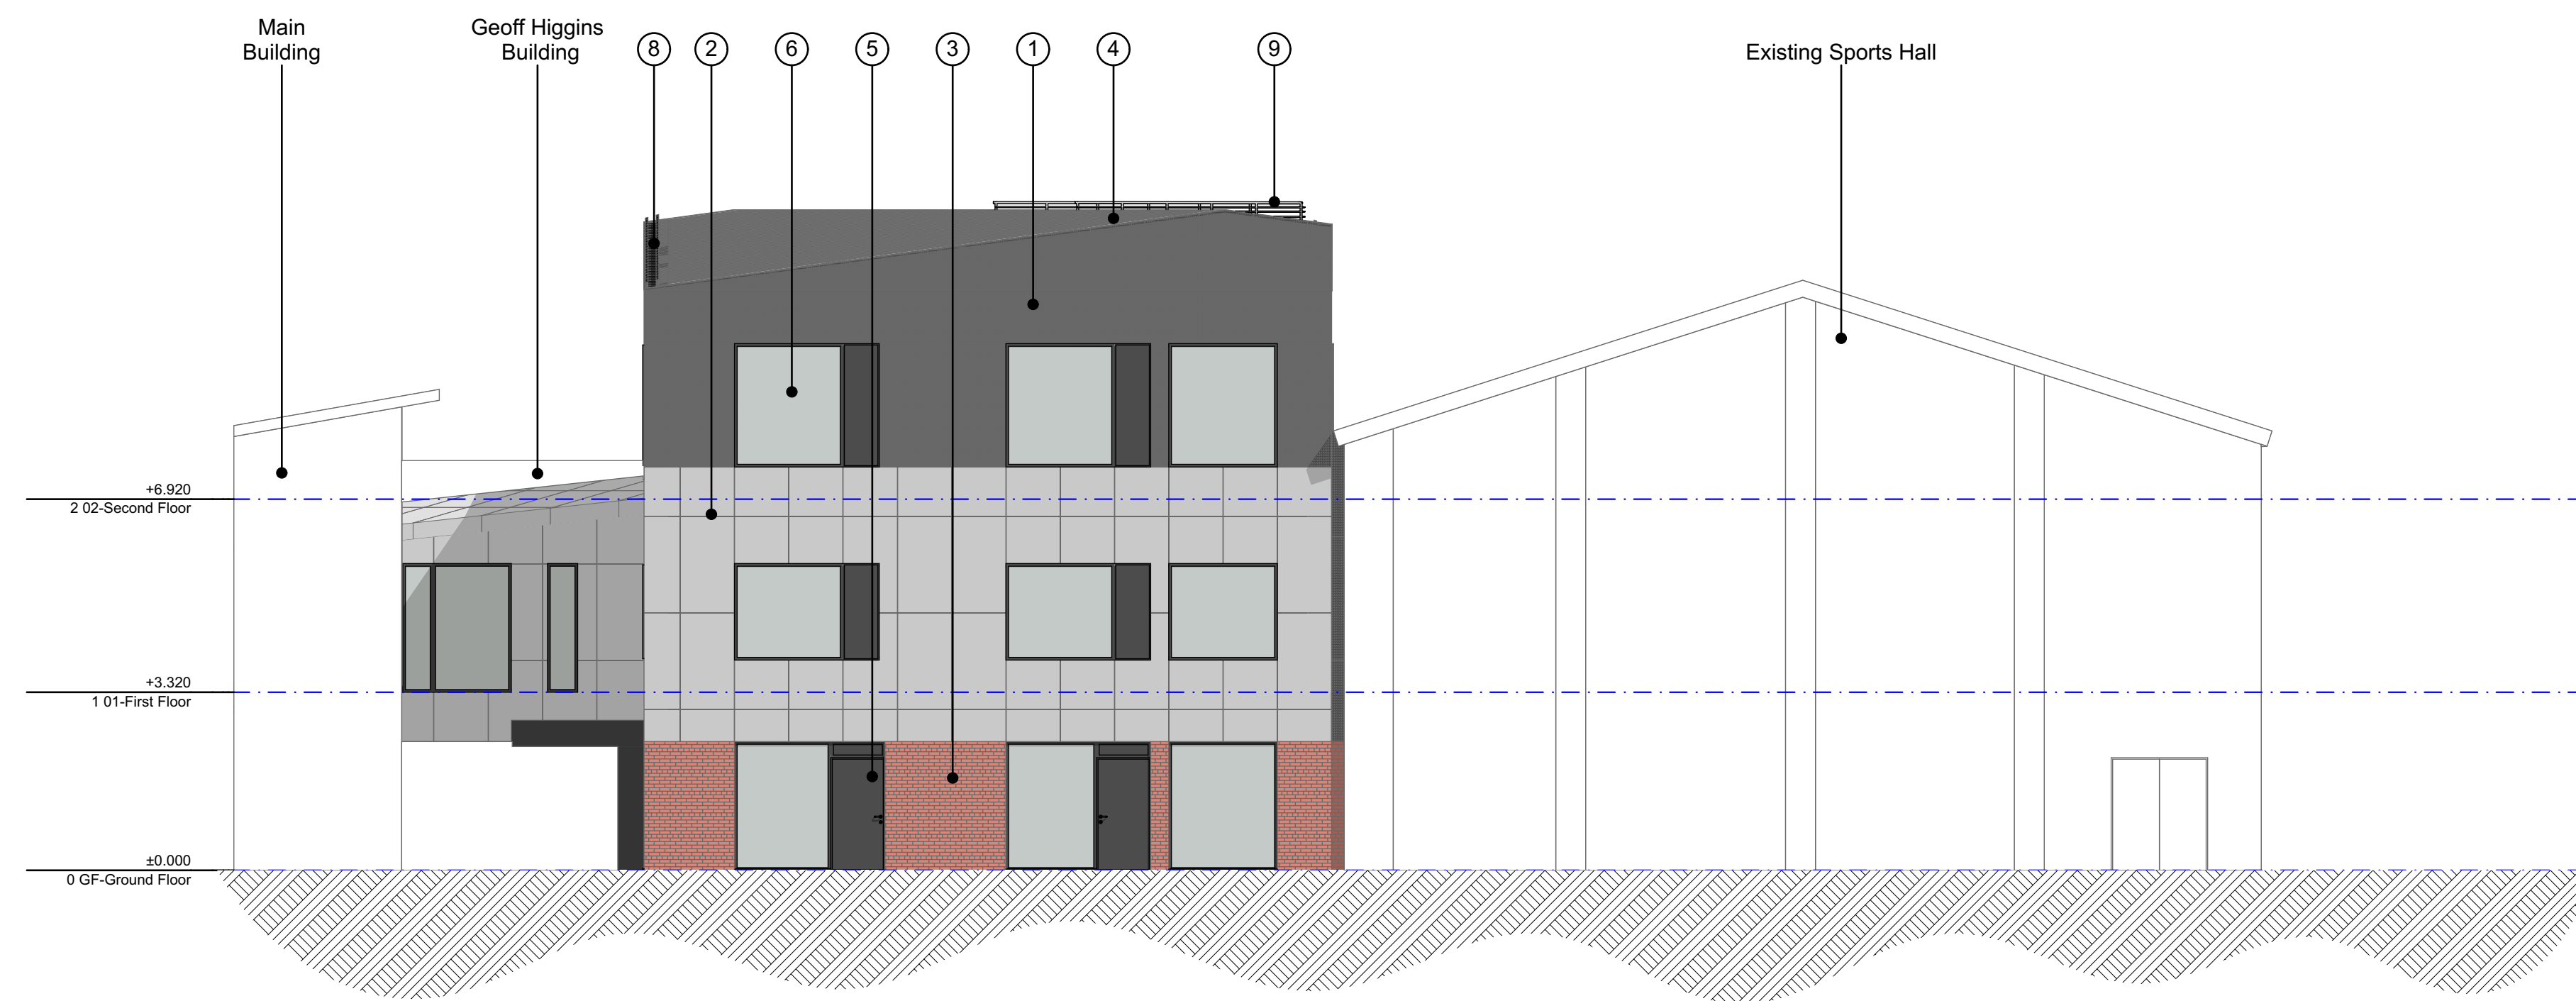 Main
Building
Geoff Higgins
Building
8
2
6
5
3
1
4
9
Existing Sports Hall
+6.920
2 02-Second Floor
+3.320
1 01-First Floor
±0.000
0 GF-Ground Floor